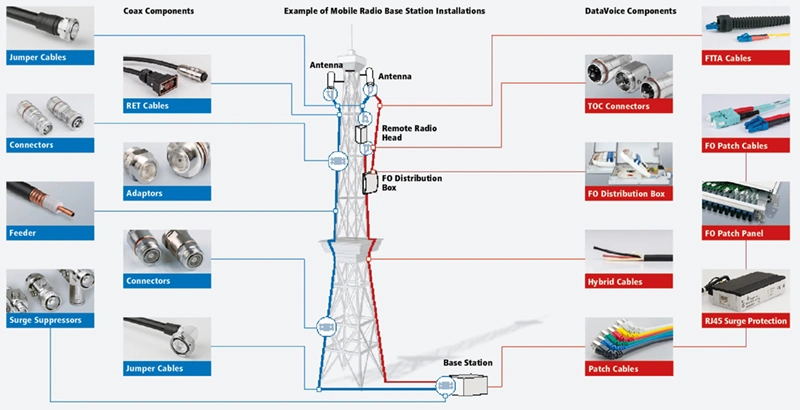 Coax Components
Example of Mobile Radio Base Station Installations
DataVoice Components
Jumper Cables
RET Cables
Connectors
Adaptors
Feeder
Connectors
Surge Suppressors
Jumper Cables
Antenna
Antenna
Remote Radio
Head
FO Distribution
Box
Base Station
FTTA Cables
TOC Connectors
FO Patch Cables
FO Distribution Box
FO Patch Panel
Hybrid Cables
RJ45 Surge Protection
Patch Cables